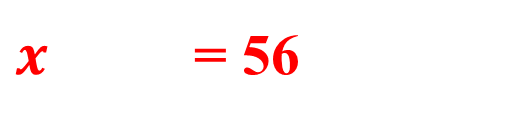 x = 56